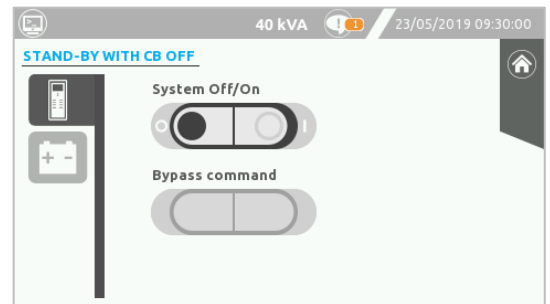 40 kVA
1
23/05/2019 09:30:00
STAND-BY WITH CB OFF
System Off/On
Bypass command